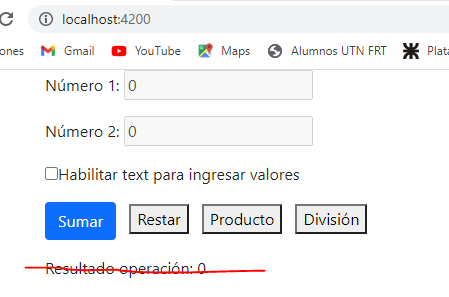 localhost:4200
ones Gmail YouTube Maps Alumnos UTN FRT Plata
Número 1: 0
Número 2: 0
Habilitar text para ingresar valores
Sumar Restar Producto División
Resultado operación: 0